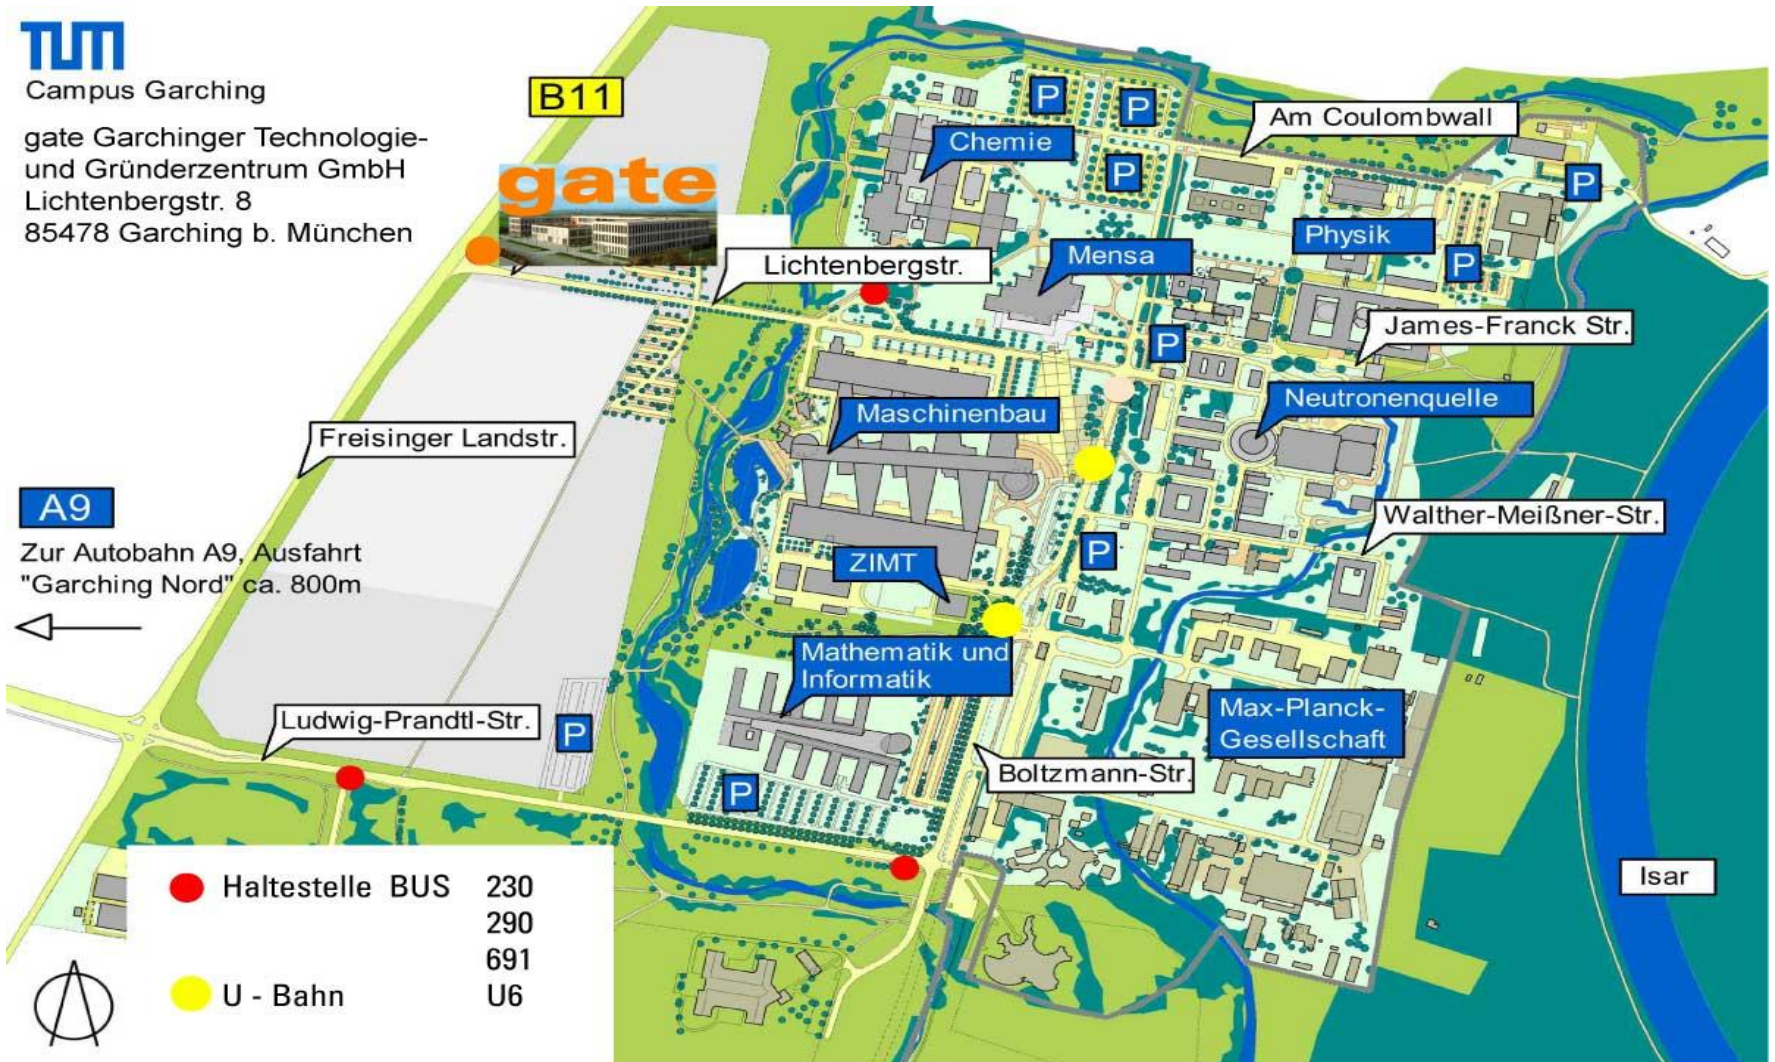 TUM
Campus Garching
gate Garchinger Technologie-
und Gründerzentrum GmbH
Lichtenbergstr. 8
85478 Garching b. München
B11
gate
Chemie
P
P
P
Am Coulombwall
P
Physik
P
Mensa
Lichtenbergstr.
James-Franck Str.
P
Neutronenquelle
Maschinenbau
Freisinger Landstr.
A9
Zur Autobahn A9, Ausfahrt
"Garching Nord" ca. 800m
Walther-Meißner-Str.
P
ZIMT
Mathematik und
Informatik
Max-Planck-
Gesellschaft
Ludwig-Prandtl-Str.
P
P
Boltzmann-Str.
Isar
Haltestelle BUS 230
290
691
U - Bahn U6